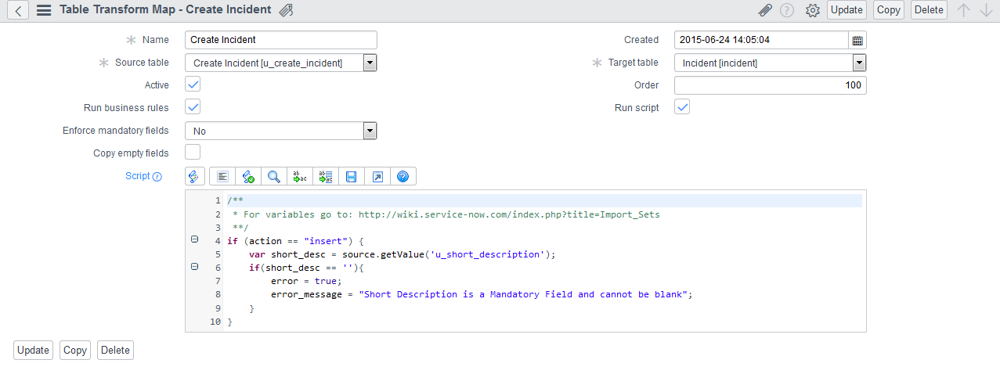 Table Transform Map - Create Incident
Update Copy Delete
Name Create Incident Created 2015-06-24 14:05:04
Source table Create Incident [u_create_incident] Target table Incident [incident]
Active Order 100
Run business rules Run script
Enforce mandatory fields No
Copy empty fields
Script
1 /**
2 * For variables go to: http://wiki.service-now.com/index.php?title=Import_Sets
3 **/
4 if (action == "insert") {
5 var short_desc = source.getValue('u_short_description');
6 if(short_desc == ''){
7 error = true;
8 error_message = "Short Description is a Mandatory Field and cannot be blank";
9 }
10 }
Update Copy Delete